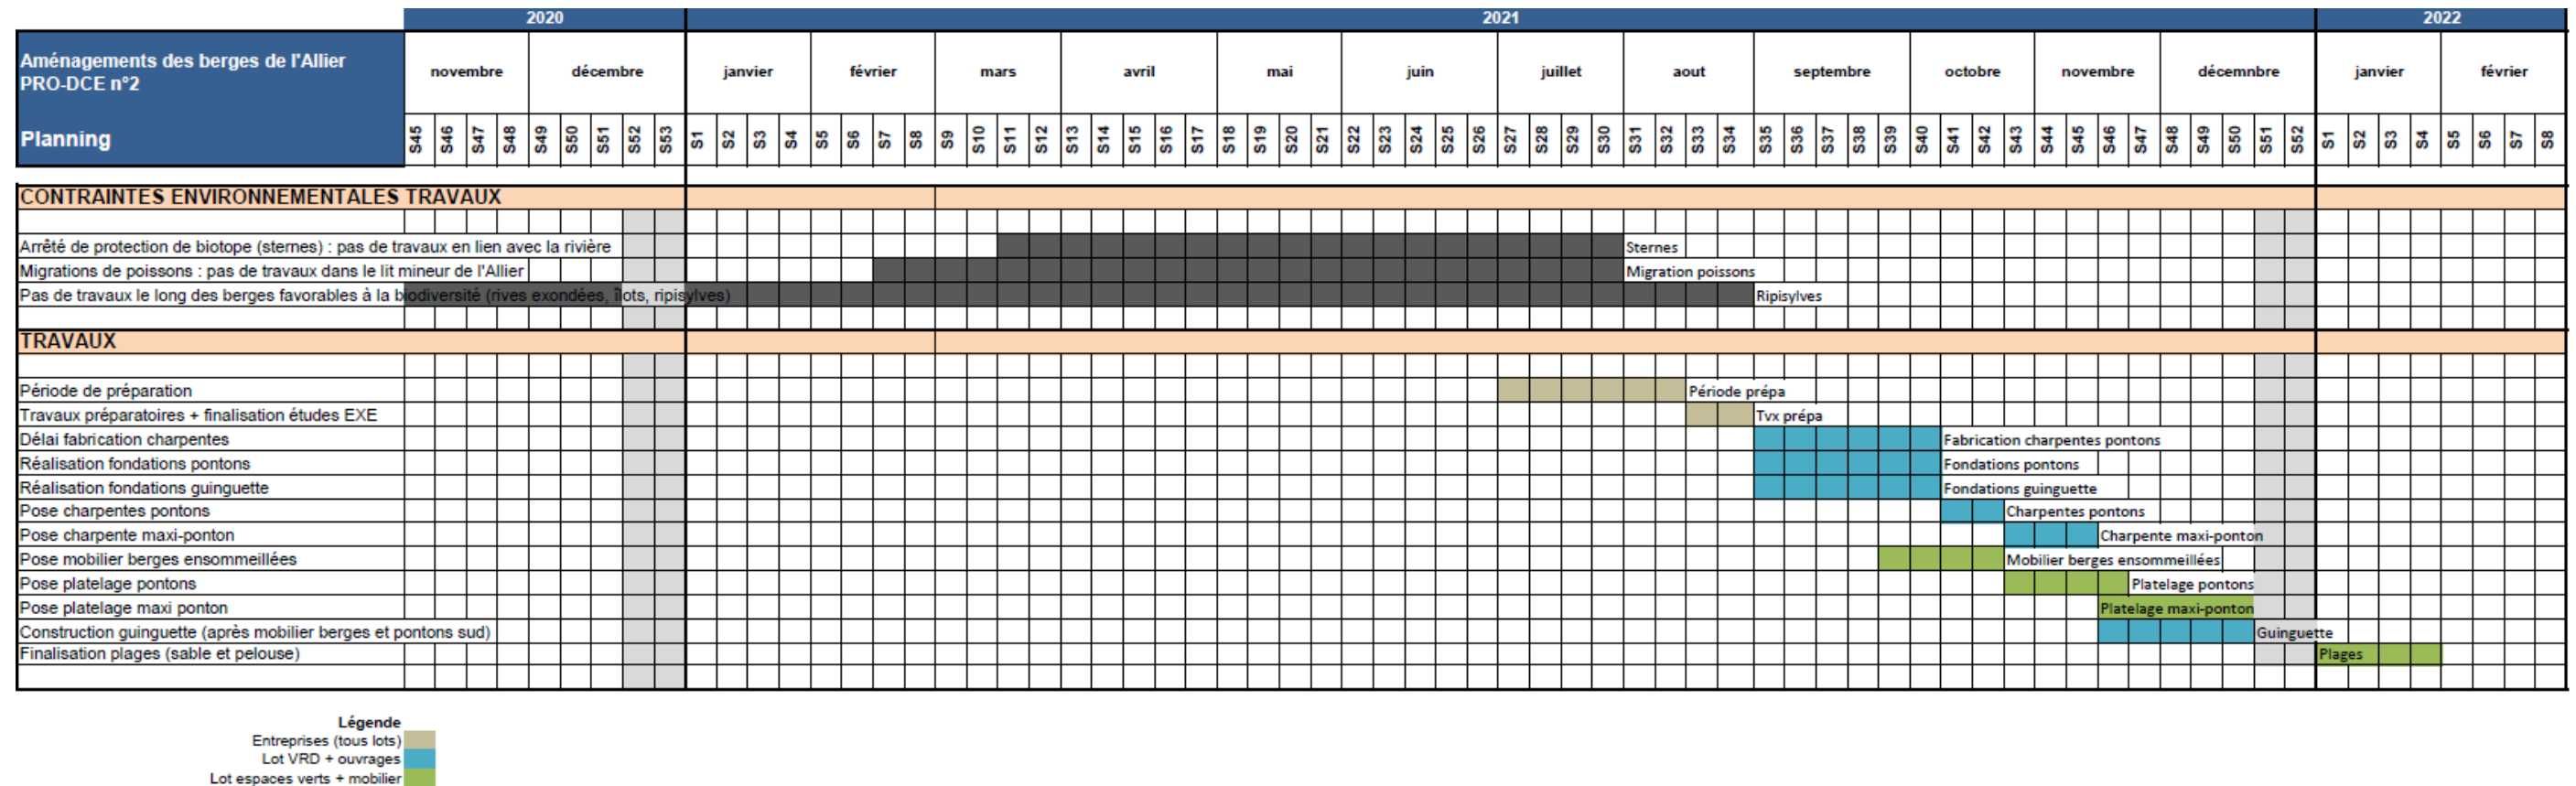 2020 2021 2022
Aménagements des berges de l'Allier
PRO-DCE n°2
novembre décembre janvier février mars avril mai juin juillet aout septembre octobre novembre décemnbre janvier février
Planning
S45 S46 S47 S48 S49 S50 S51 S52 S53 S1 S2 S3 S4 S5 S6 S7 S8 S9 S10 S11 S12 S13 S14 S15 S16 S17 S18 S19 S20 S21 S22 S23 S24 S25 S26 S27 S28 S29 S30 S31 S32 S33 S34 S35 S36 S37 S38 S39 S40 S41 S42 S43 S44 S45 S46 S47 S48 S49 S50 S51 S52 S1 S2 S3 S4 S5 S6 S7 S8
CONTRAINTES ENVIRONNEMENTALES TRAVAUX
Arrêté de protection de biotope (sternes) : pas de travaux en lien avec la rivière Sternes
Migrations de poissons : pas de travaux dans le lit mineur de l'Allier Migration poissons
Pas de travaux le long des berges favorables à la biodiversité (rives exondées, îlots, ripisylves) Ripisylves
TRAVAUX
Période de préparation Période prépa
Travaux préparatoires + finalisation études EXE Tvx prépa
Délai fabrication charpentes Fabrication charpentes pontons
Réalisation fondations pontons Fondations pontons
Réalisation fondations guinguette Fondations guinguette
Pose charpentes pontons Charpentes pontons
Pose charpente maxi-ponton Charpente maxi-ponton
Pose mobilier berges ensommeillées Mobilier berges ensommeillées
Pose platelage pontons Platelage pontons
Pose platelage maxi ponton Platelage maxi-ponton
Construction guinguette (après mobilier berges et pontons sud) Guinguette
Finalisation plages (sable et pelouse) Plages
Légende
Entreprises (tous lots)
Lot VRD + ouvrages
Lot espaces verts + mobilier